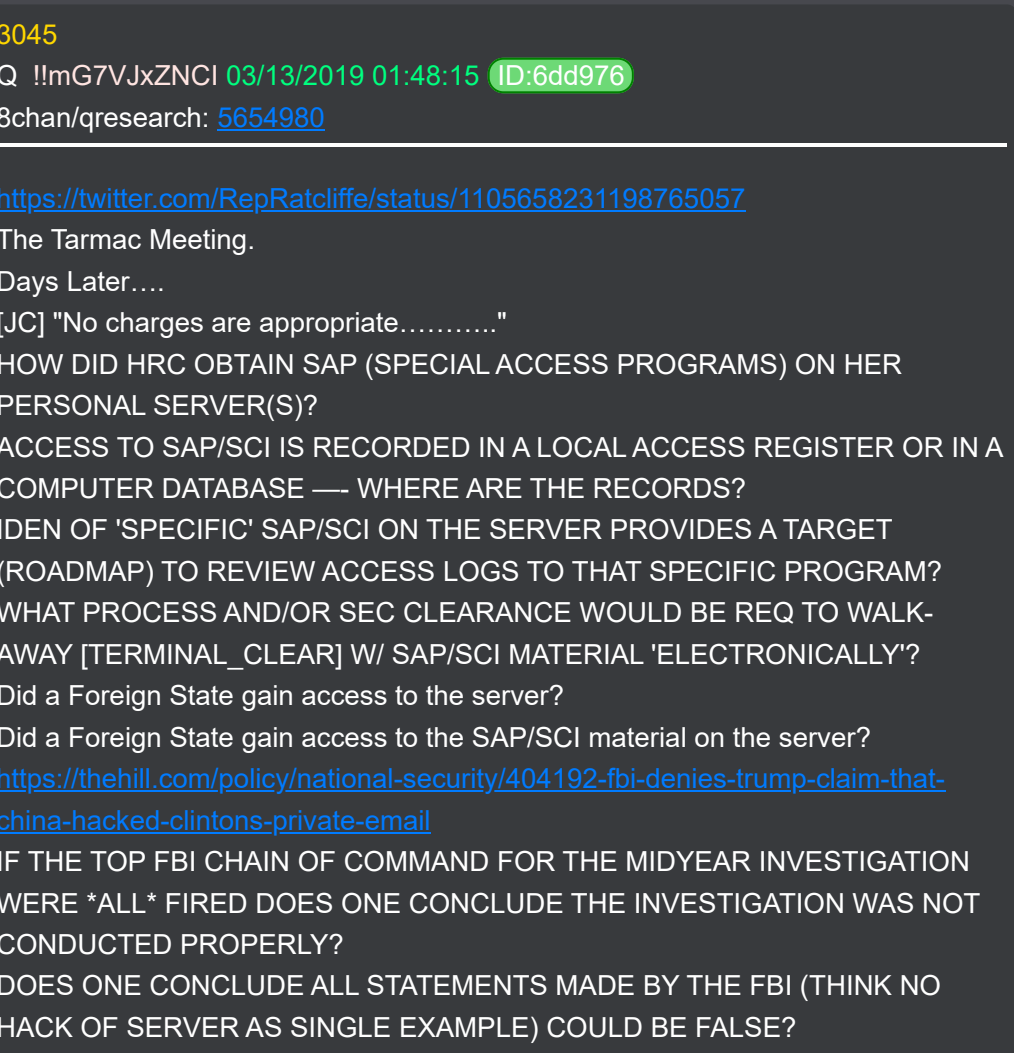 3045
Q !!mG7VJxZNCI 03/13/2019 01:48:15 ID:6dd976
8chan/qresearch: 5654980
https://twitter.com/RepRatcliffe/status/1105658231198765057
The Tarmac Meeting.
Days Later….
[JC] "No charges are appropriate……….."
HOW DID HRC OBTAIN SAP (SPECIAL ACCESS PROGRAMS) ON HER
PERSONAL SERVER(S)?
ACCESS TO SAP/SCI IS RECORDED IN A LOCAL ACCESS REGISTER OR IN A
COMPUTER DATABASE —- WHERE ARE THE RECORDS?
IDEN OF 'SPECIFIC' SAP/SCI ON THE SERVER PROVIDES A TARGET
(ROADMAP) TO REVIEW ACCESS LOGS TO THAT SPECIFIC PROGRAM?
WHAT PROCESS AND/OR SEC CLEARANCE WOULD BE REQ TO WALK-
AWAY [TERMINAL_CLEAR] W/ SAP/SCI MATERIAL 'ELECTRONICALLY'?
Did a Foreign State gain access to the server?
Did a Foreign State gain access to the SAP/SCI material on the server?
https://thehill.com/policy/national-security/404192-fbi-denies-trump-claim-that-
china-hacked-clintons-private-email
IF THE TOP FBI CHAIN OF COMMAND FOR THE MIDYEAR INVESTIGATION
WERE *ALL* FIRED DOES ONE CONCLUDE THE INVESTIGATION WAS NOT
CONDUCTED PROPERLY?
DOES ONE CONCLUDE ALL STATEMENTS MADE BY THE FBI (THINK NO
HACK OF SERVER AS SINGLE EXAMPLE) COULD BE FALSE?